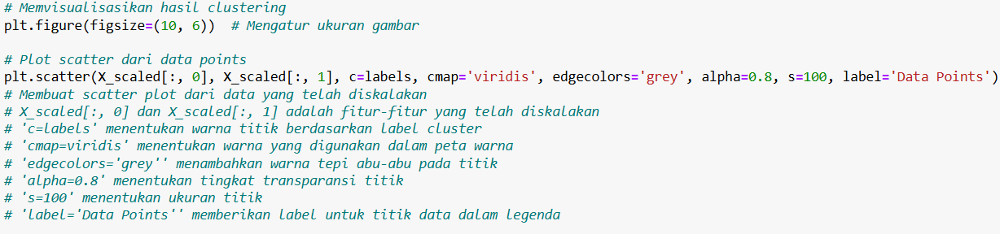 # Memvisualisasikan hasil clustering
plt.figure(figsize=(10, 6))  # Mengatur ukuran gambar
# Plot scatter dari data points
plt.scatter(X_scaled[:, 0], X_scaled[:, 1], c=labels, cmap='viridis', edgecolors='grey', alpha=0.8, s=100, label='Data Points')
# Membuat scatter plot dari data yang telah diskalakan
# X_scaled[:, 0] dan X_scaled[:, 1] adalah fitur-fitur yang telah diskalakan
# 'c=labels' menentukan warna titik berdasarkan label cluster
# 'cmap=viridis' menentukan warna yang digunakan dalam peta warna
# 'edgecolors='grey'' menambahkan warna tepi abu-abu pada titik
# 'alpha=0.8' menentukan tingkat transparansi titik
# 's=100' menentukan ukuran titik
# 'label='Data Points'' memberikan label untuk titik data dalam legenda